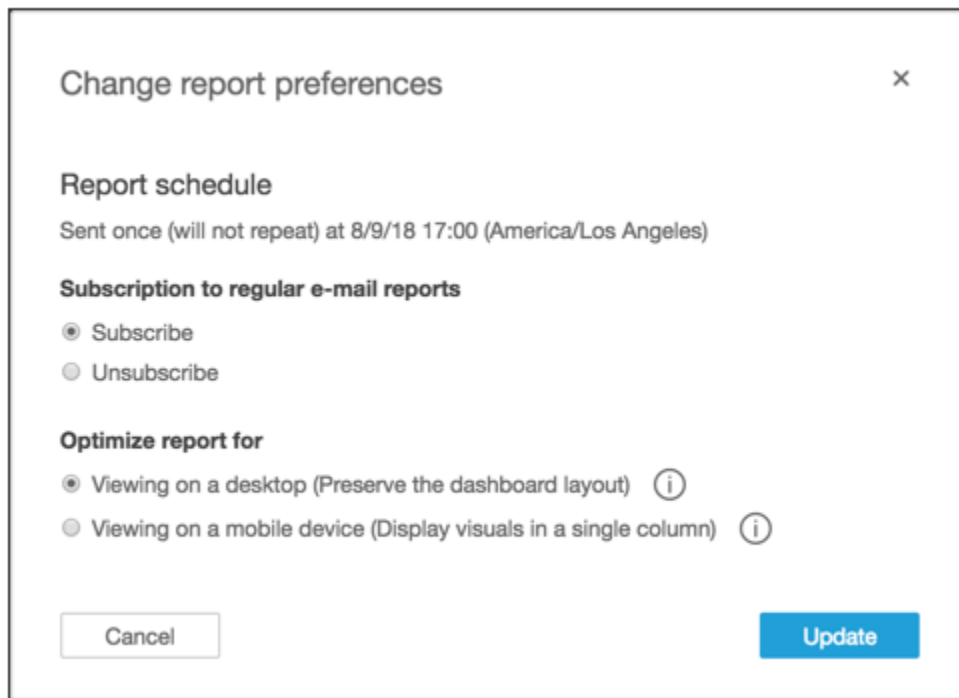 Change report preferences
Report schedule
Sent once (will not repeat) at 8/9/18 17:00 (America/Los Angeles)
Subscription to regular e-mail reports
Subscribe
Unsubscribe
Optimize report for
Viewing on a desktop (Preserve the dashboard layout)
Viewing on a mobile device (Display visuals in a single column)
Cancel
Update